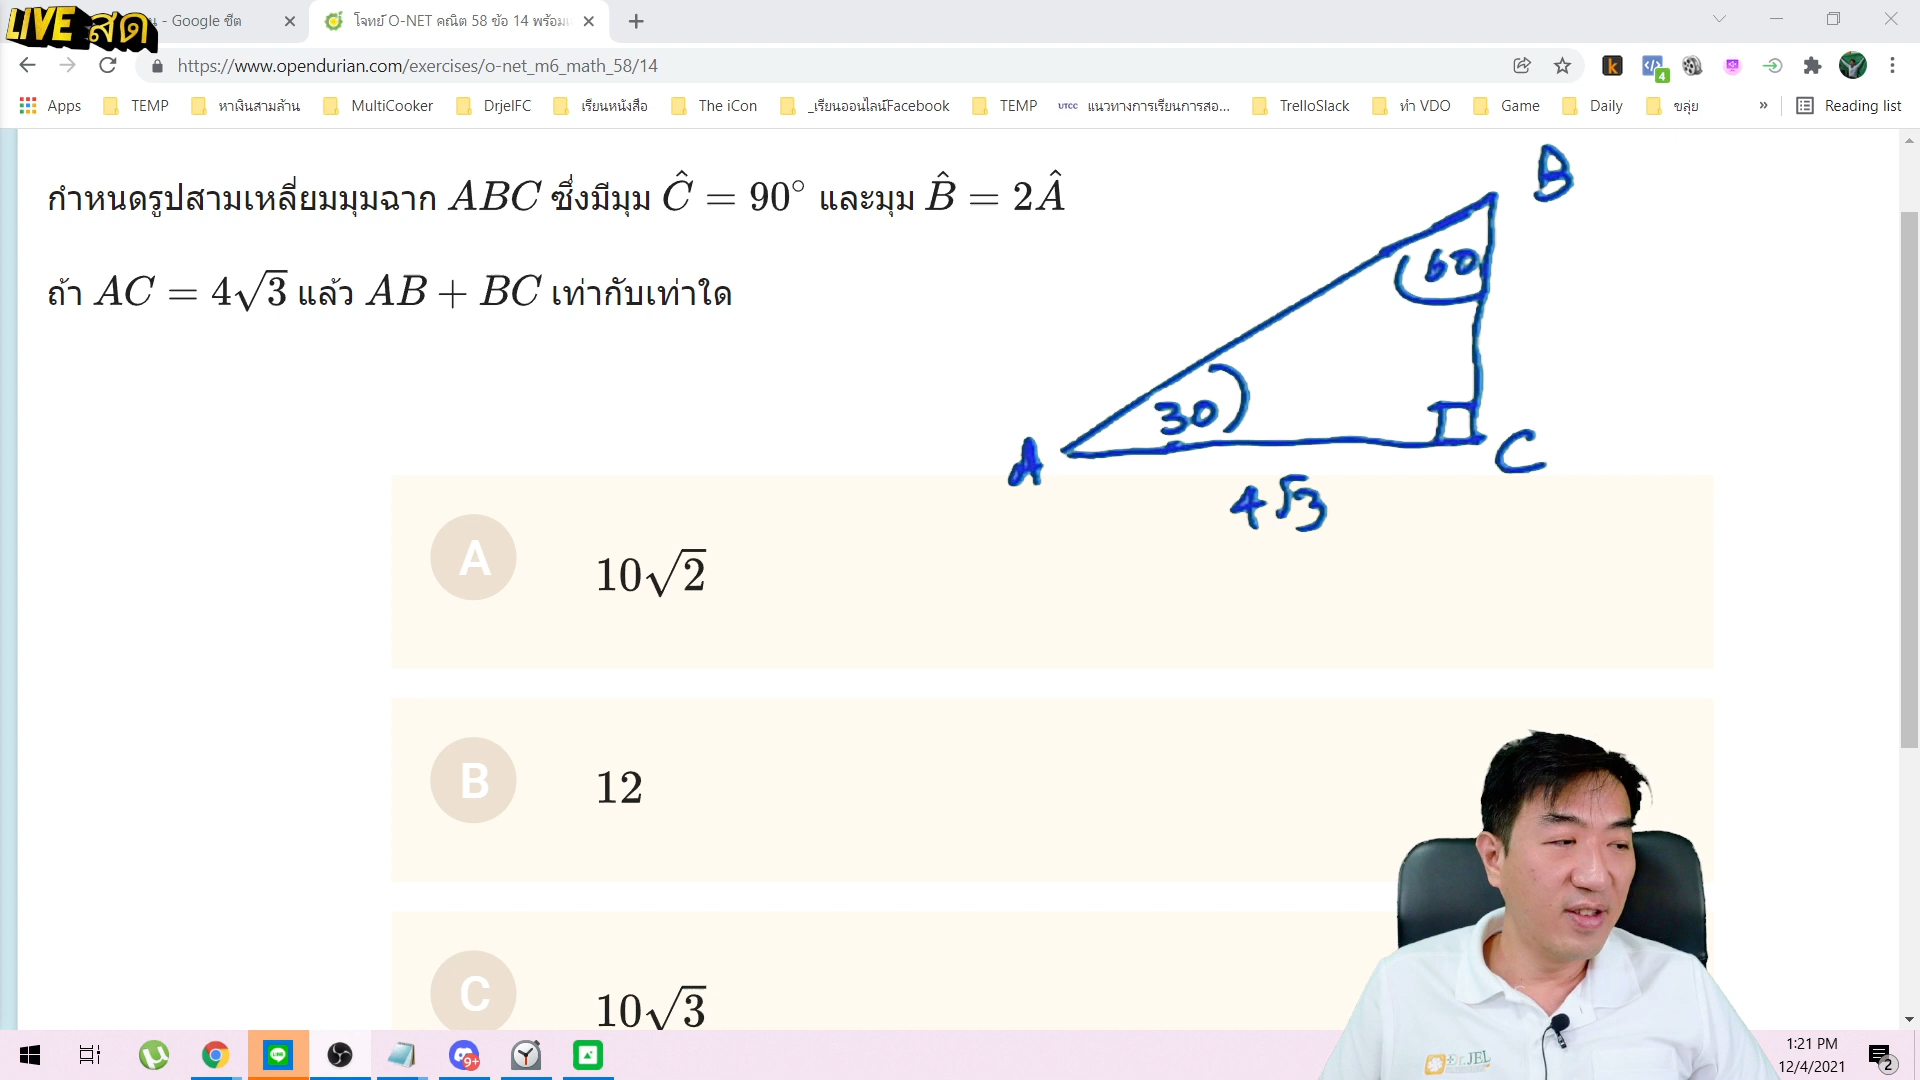 LIVE สด
- Google ชีต
โจทย์ O-NET คณิต 58 ข้อ 14 พร้อม
https://www.opendurian.com/exercises/o-net_m6_math_58/14
4
Apps TEMP หาเงินสามล้าน MultiCooker DrjelFC เรียนหนังสือ The iCon _เรียนออนไลน์Facebook TEMP UTCC แนวทางการเรียนการสอ... TrelloSlack ทำ VDO Game Daily ขลุ่ย » Reading list
กำหนดรูปสามเหลี่ยมมุมฉาก ABC ซึ่งมีมุม Ĉ = 90° และมุม B̂ = 2Â
ถ้า AC = 4√3 แล้ว AB + BC เท่ากับเท่าใด
B
60
30
A
C
4√3
A 10√2
B 12
C 10√3
Dr.JEL
LINE
9+
1:21 PM
12/4/2021
2